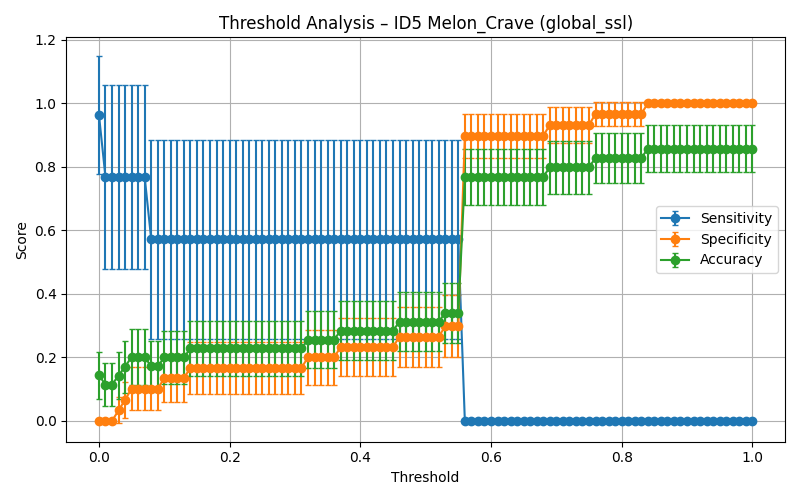 Threshold Analysis – ID5 Melon_Crave (global_ssl)
Score
1.2
1.0
0.8
0.6
0.4
0.2
0.0
Sensitivity
Specificity
Accuracy
0.0 0.2 0.4 0.6 0.8 1.0
Threshold